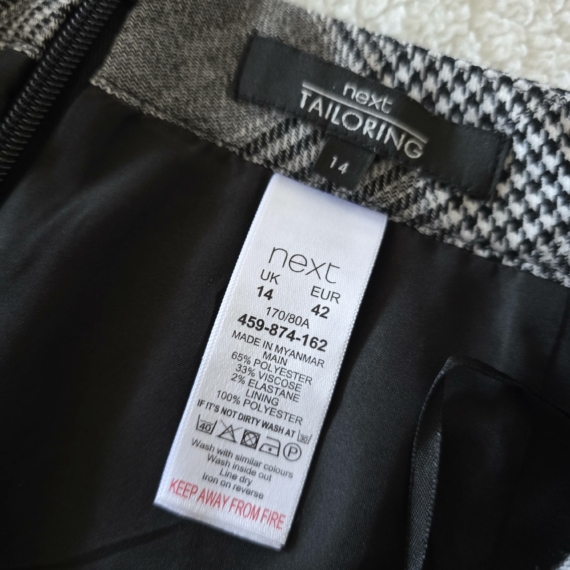 next
TAILORING
14
next
UK EUR
14 42
170/80A
459-874-162
MADE IN MYANMAR
MAIN
65% POLYESTER
33% VISCOSE
2% ELASTANE
LINING
100% POLYESTER
IF IT'S NOT DIRTY WASH AT 30
40 P
Wash with similar colours
Wash inside out
Line dry
Iron on reverse
KEEP AWAY FROM FIRE